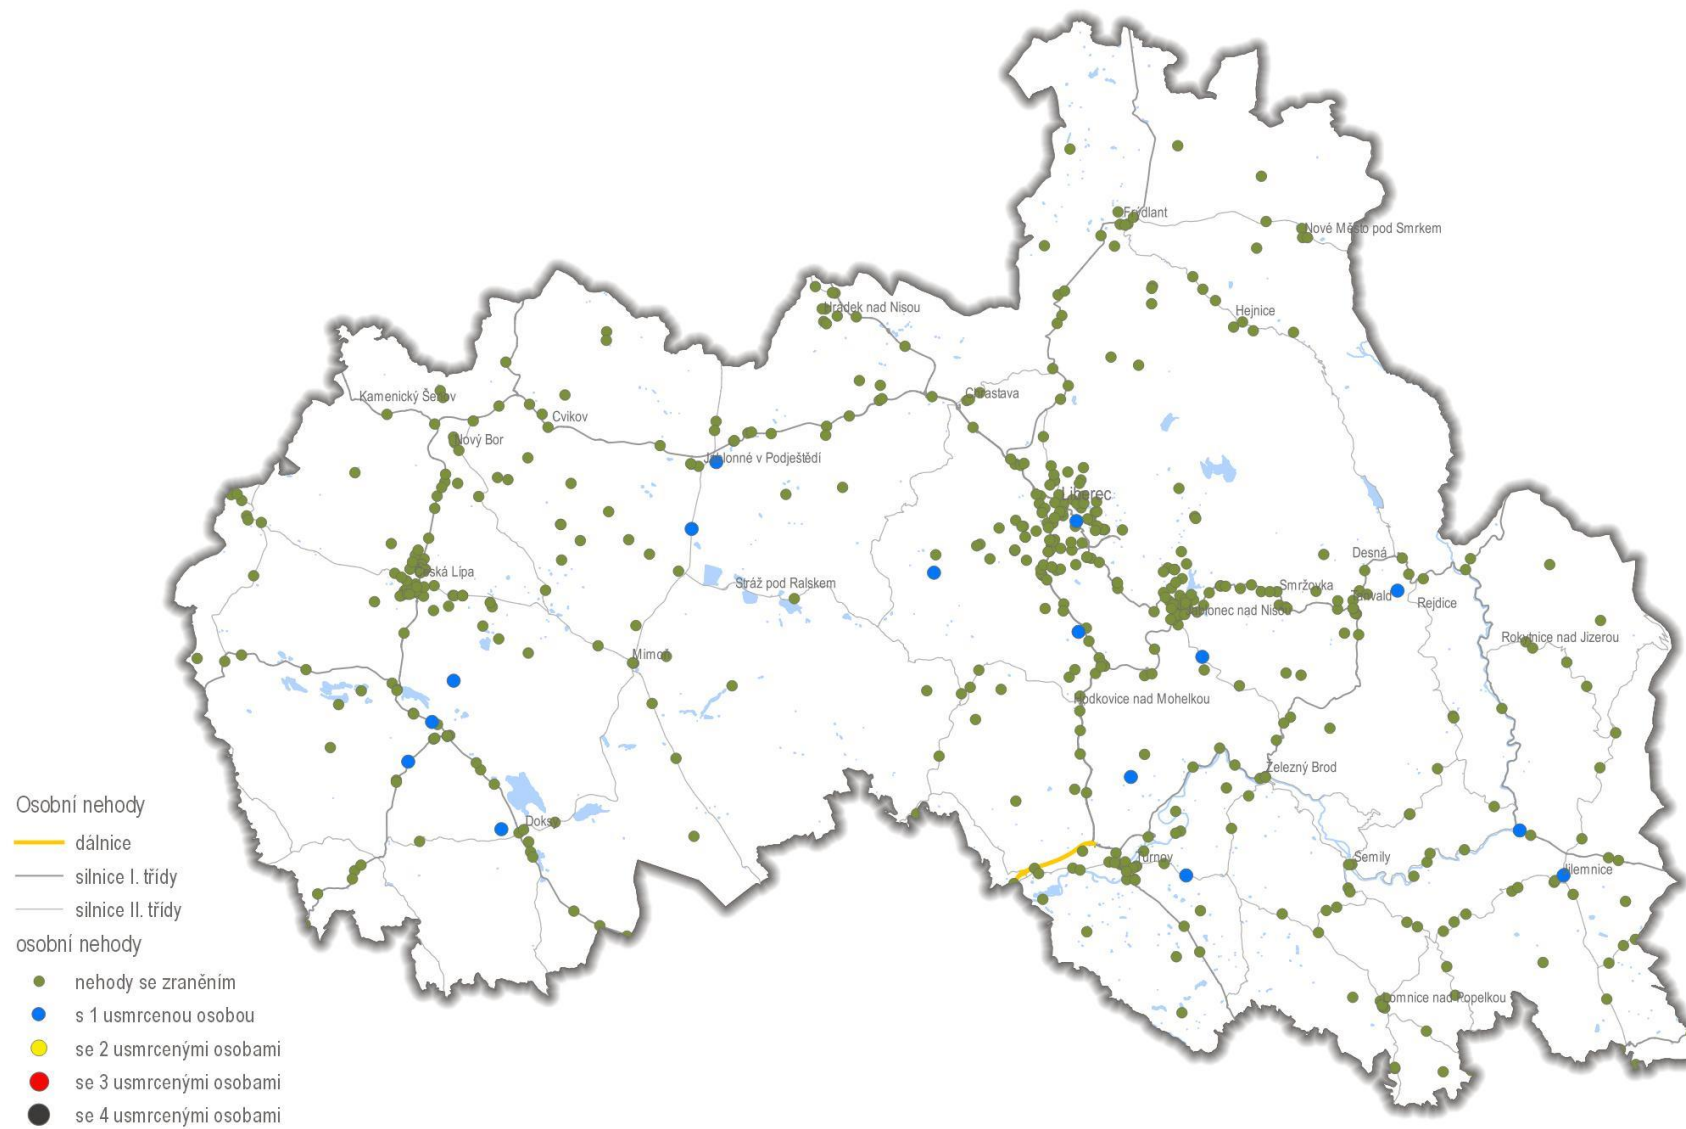 Frýdlant
Nové Město pod Smrkem
Hrádek nad Nisou
Hejnice
Kamenický Šenov
Chrastava
Cvikov
Nový Bor
Jablonné v Podještědí
Liberec
Desná
Česká Lípa
Stráž pod Ralskem
Smržovka
Tanvald
Rejdice
Jablonec nad Nisou
Rokytnice nad Jizerou
Mimoň
Hodkovice nad Mohelkou
Železný Brod
Doksy
Turnov
Semily
Jilemnice
Lomnice nad Popelkou
Osobní nehody
dálnice
silnice I. třídy
silnice II. třídy
osobní nehody
nehody se zraněním
s 1 usmrcenou osobou
se 2 usmrcenými osobami
se 3 usmrcenými osobami
se 4 usmrcenými osobami